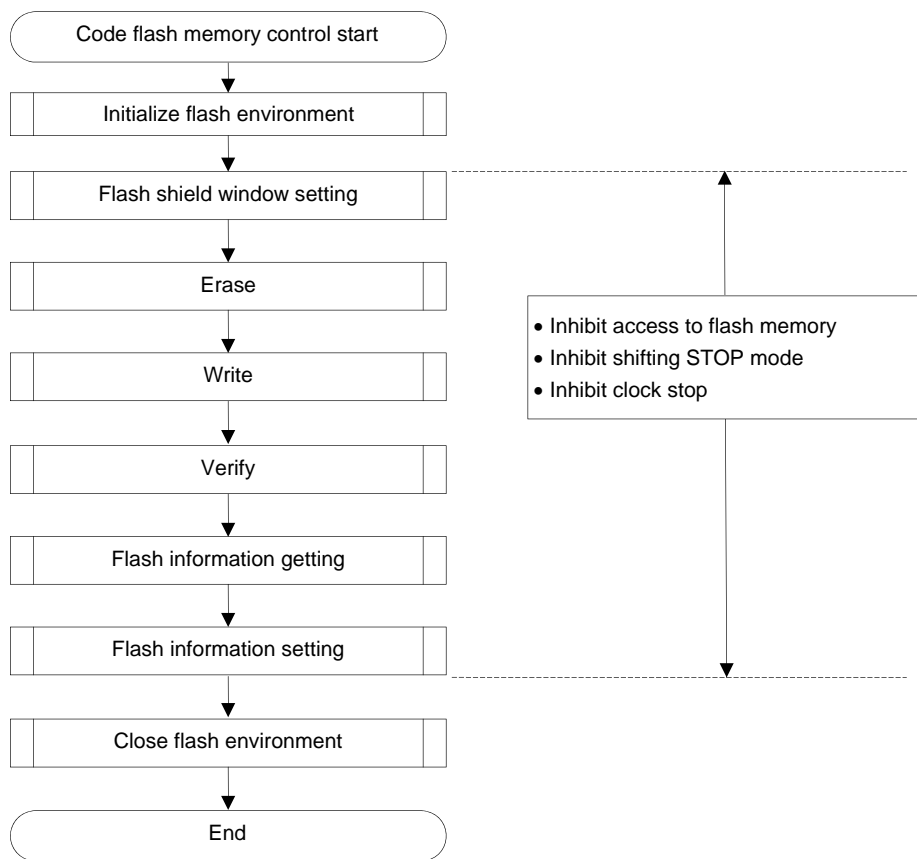 Code flash memory control start
Initialize flash environment
Flash shield window setting
Erase
Write
Verify
Flash information getting
Flash information setting
Close flash environment
End
• Inhibit access to flash memory
• Inhibit shifting STOP mode
• Inhibit clock stop